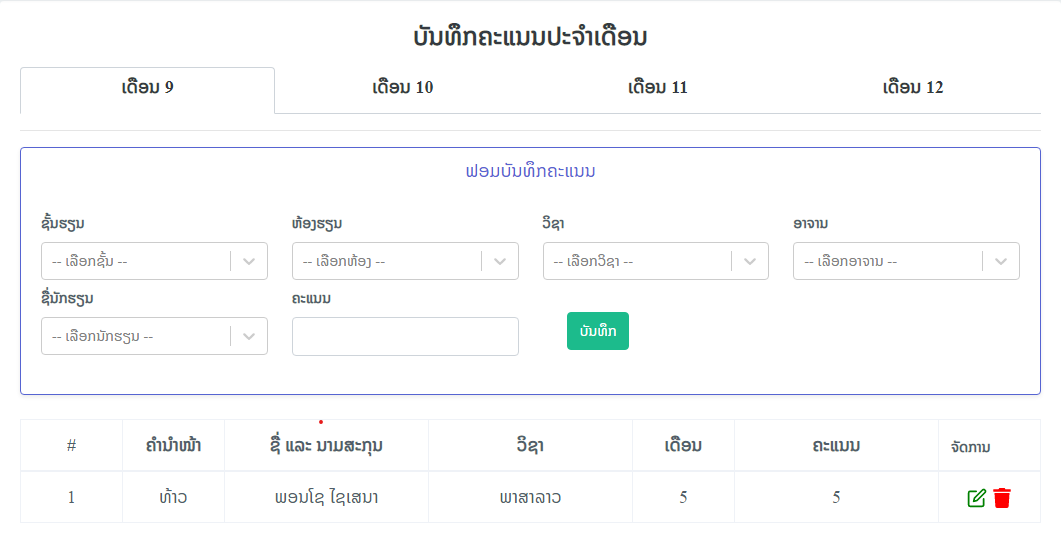 ບັນທຶກຄະແນນປະຈຳເດືອນ
ເດືອນ 9 ເດືອນ 10 ເດືອນ 11 ເດືອນ 12
ຟອມບັນທຶກຄະແນນ
ຊັ້ນຮຽນ ຫ້ອງຮຽນ ວິຊາ ອາຈານ
-- ເລືອກຊັ້ນ -- -- ເລືອກຫ້ອງ -- -- ເລືອກວິຊາ -- -- ເລືອກອາຈານ --
ຊື່ນັກຮຽນ ຄະແນນ
-- ເລືອກນັກຮຽນ -- ບັນທຶກ
# ຄຳນຳໜ້າ ຊື່ ແລະ ນາມສະກຸນ ວິຊາ ເດືອນ ຄະແນນ ຈັດການ
1 ທ້າວ ພອນໂຊ ໄຊເສນາ ພາສາລາວ 5 5